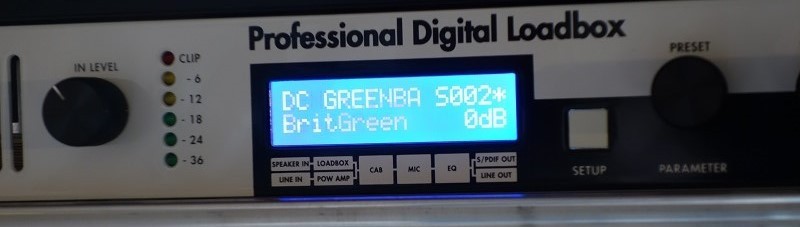 Professional Digital Loadbox
IN LEVEL
CLIP
- 6
- 12
- 18
- 24
- 36
DC GREENBA S002*
BritGreen 0dB
SPEAKER IN
LOADBOX
LINE IN
POW AMP
CAB
MIC
EQ
S/PDIF OUT
LINE OUT
SETUP
PRESET
PARAMETER